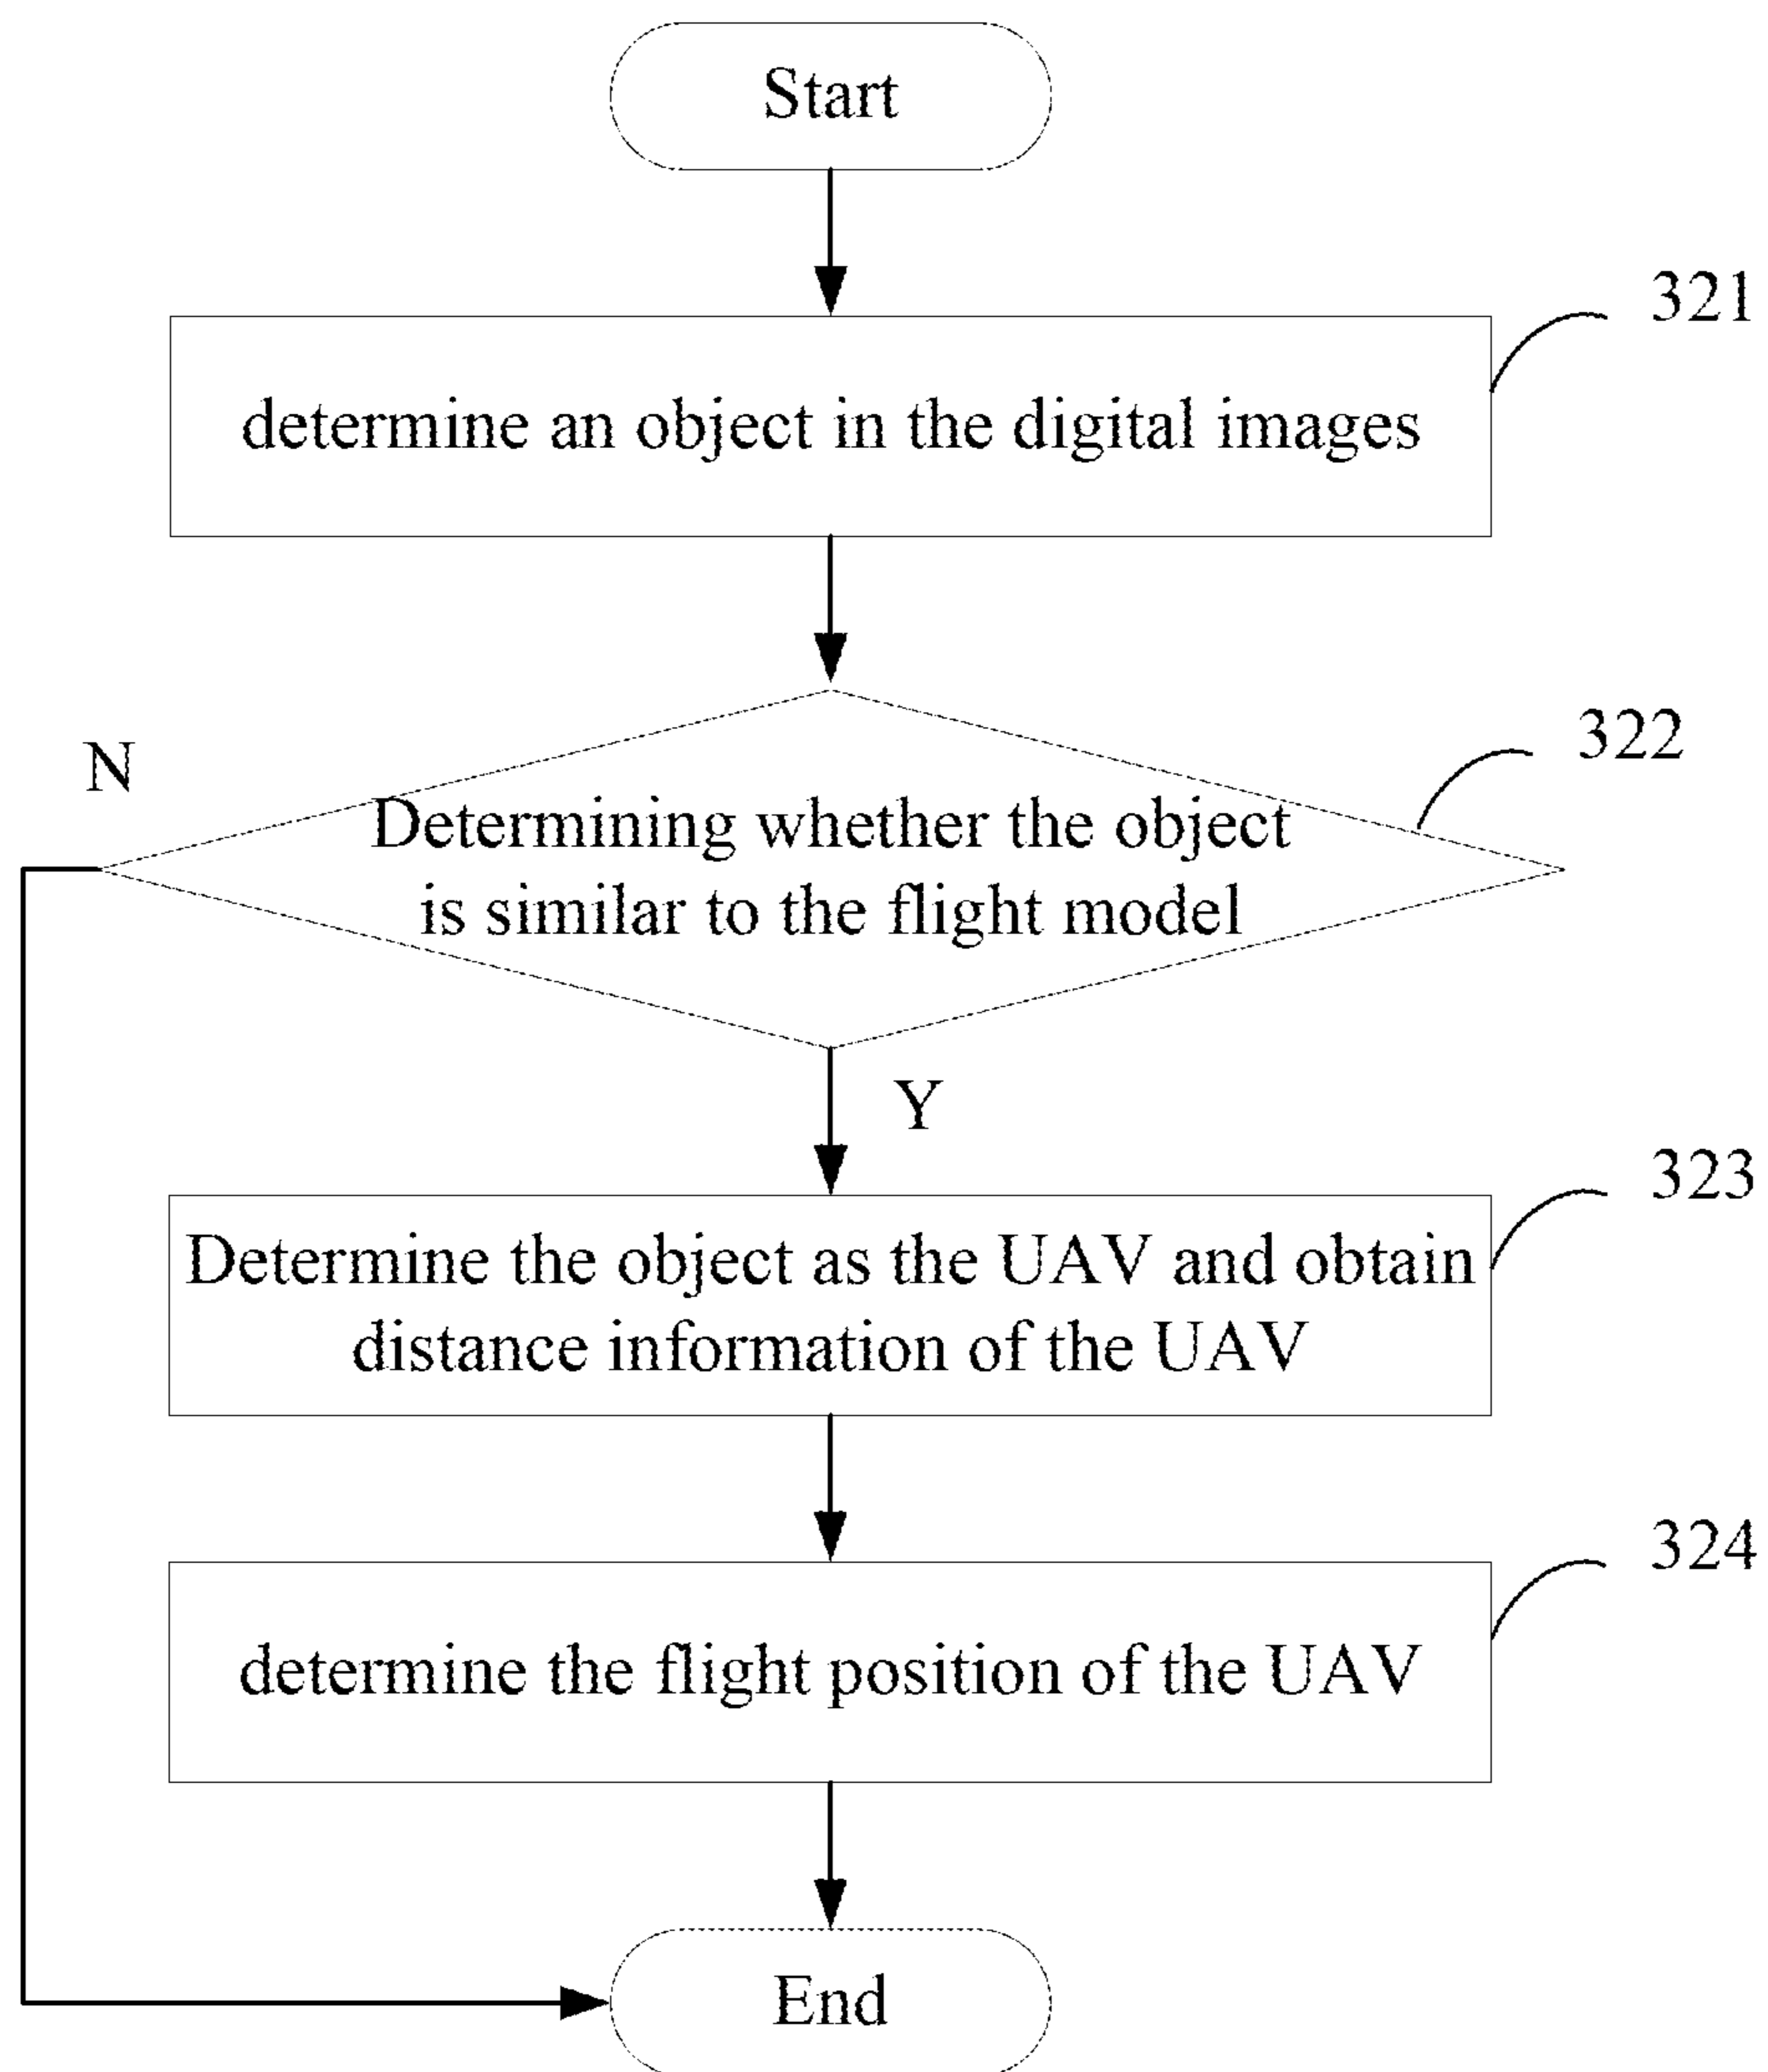 Start
321
determine an object in the digital images
322
N
Determining whether the object
is similar to the flight model
Y
323
Determine the object as the UAV and obtain
distance information of the UAV
324
determine the flight position of the UAV
End